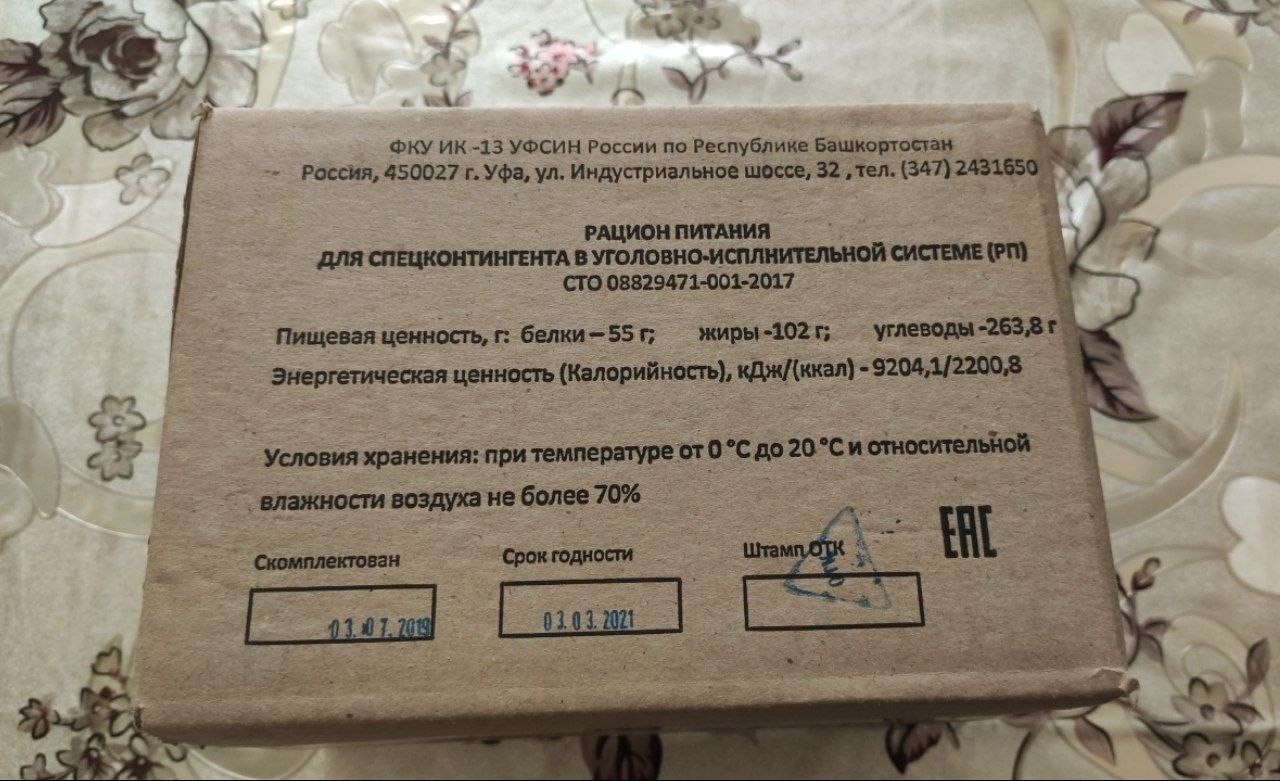 ФКУ ИК -13 УФСИН России по Республике Башкортостан
Россия, 450027 г. Уфа, ул. Индустриальное шоссе, 32 , тел. (347) 2431650
РАЦИОН ПИТАНИЯ
ДЛЯ СПЕЦКОНТИНГЕНТА В УГОЛОВНО-ИСПЛНИТЕЛЬНОЙ СИСТЕМЕ (РП)
СТО 08829471-001-2017
Пищевая ценность, г: белки – 55 г; жиры -102 г; углеводы -263,8 г
Энергетическая ценность (Калорийность), кДж/(ккал) - 9204,1/2200,8
Условия хранения: при температуре от 0 °C до 20 °C и относительной
влажности воздуха не более 70%
Скомплектован Срок годности Штамп ОТК EAC
03.07.2019 03.03.2021